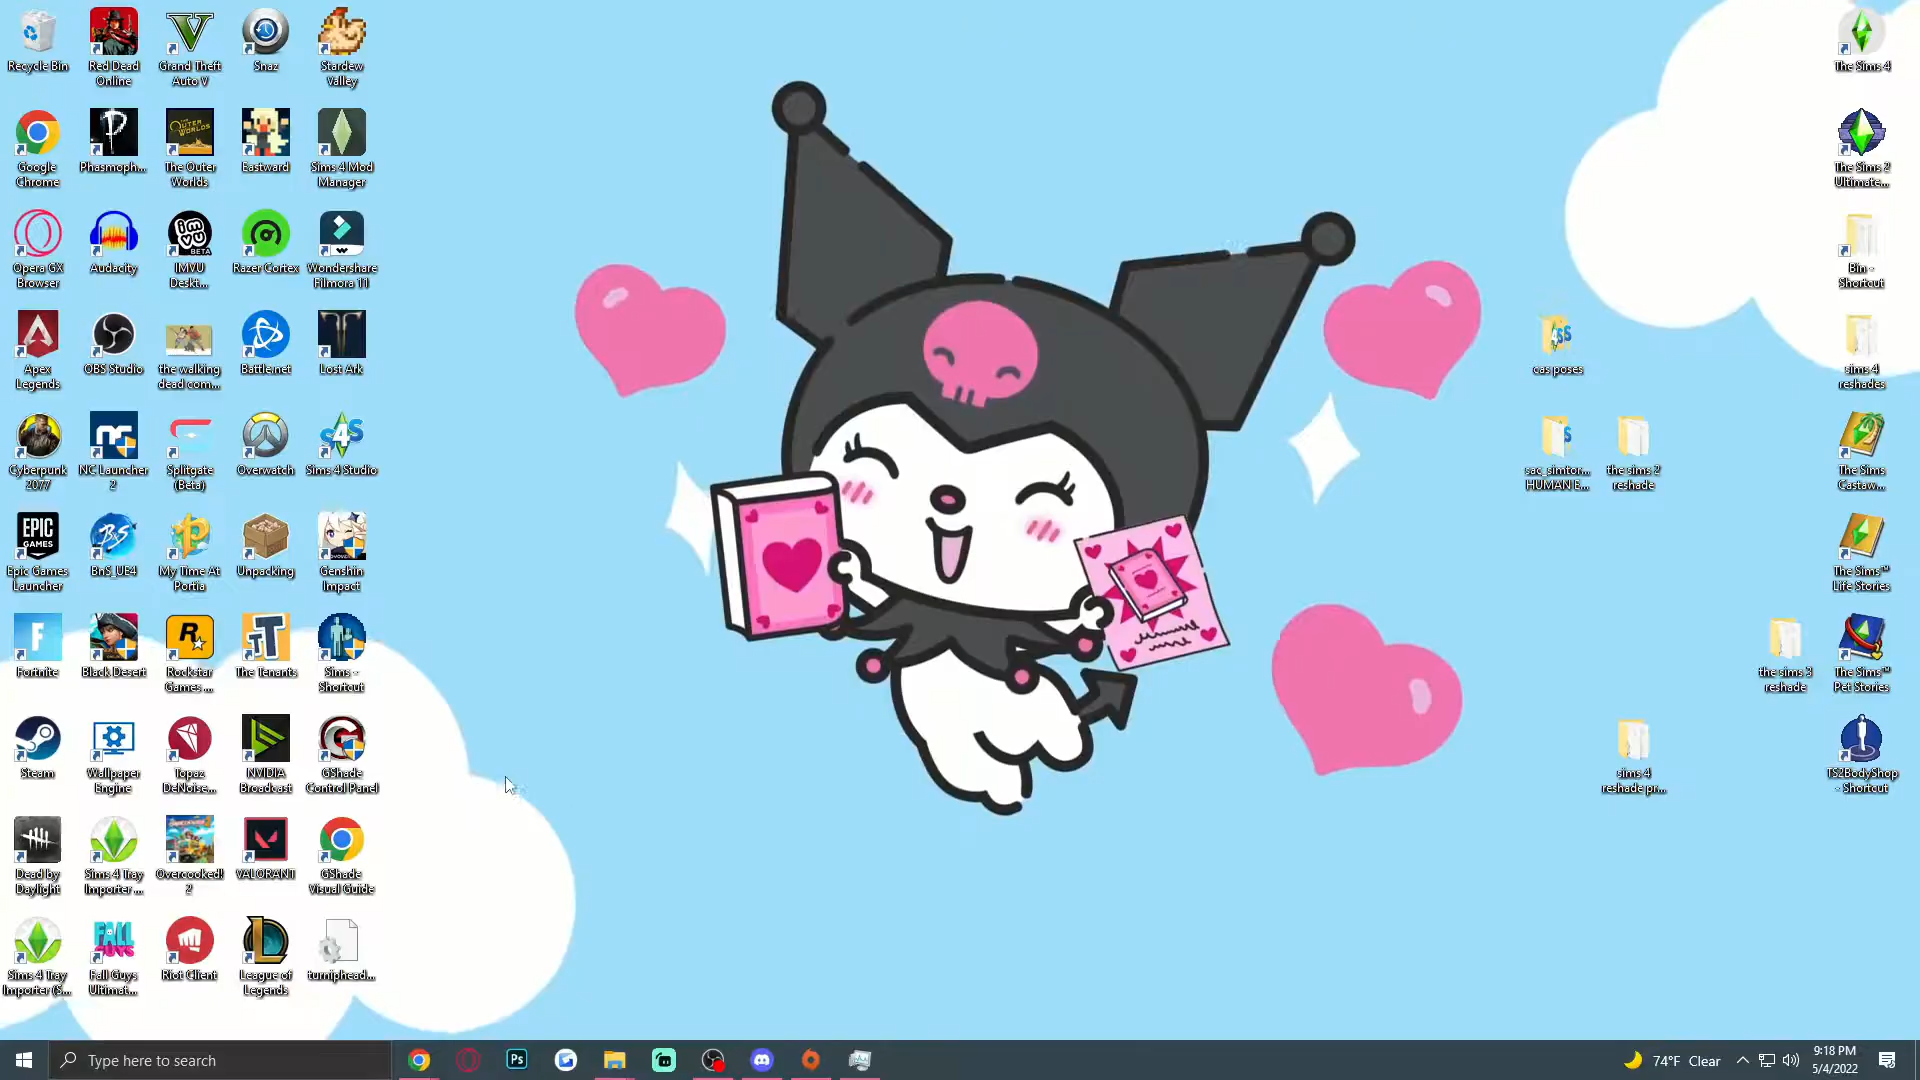 Recycle Bin
Red Dead
Online
Grand Theft
Auto V
Snaz
Stardew
Valley
Google
Chrome
Phasmoph...
The Outer
Worlds
Eastward
Sims 4 Mod
Manager
Opera GX
Browser
Audacity
IMVU
Deskt...
Razer Cortex
Wondershare
Filmora 11
Apex
Legends
OBS Studio
the walking
dead com...
Battle.net
Lost Ark
Cyberpunk
2077
NC Launcher
2
Splitgate
(Beta)
Overwatch
Sims 4 Studio
EPIC
GAMES
Epic Games
Launcher
BnS_UE4
My Time At
Portia
Unpacking
Genshin
Impact
Fortnite
Black Desert
Rockstar
Games ...
The Tenants
Sims -
Shortcut
Steam
Wallpaper
Engine
Topaz
DeNoise...
NVIDIA
Broadcast
GShade
Control Panel
Dead by
Daylight
Sims 4 Tray
Importer ...
Overcooked!
2
VALORANT
GShade
Visual Guide
Sims 4 Tray
Importer (S...
FALL
GUYS
Fall Guys
Ultimat...
Riot Client
League of
Legends
turniphead...
The Sims 4
The Sims 2
Ultimate...
Bin -
Shortcut
cas poses
sims 4
reshades
sac_simtor...
HUMAN E...
the sims 2
reshade
The Sims
Castaw...
The Sims™
Life Stories
the sims 3
reshade
The Sims™
Pet Stories
sims 4
reshade pr...
TS2BodyShop
- Shortcut
Type here to search
Ps
74°F Clear
9:18 PM
5/4/2022